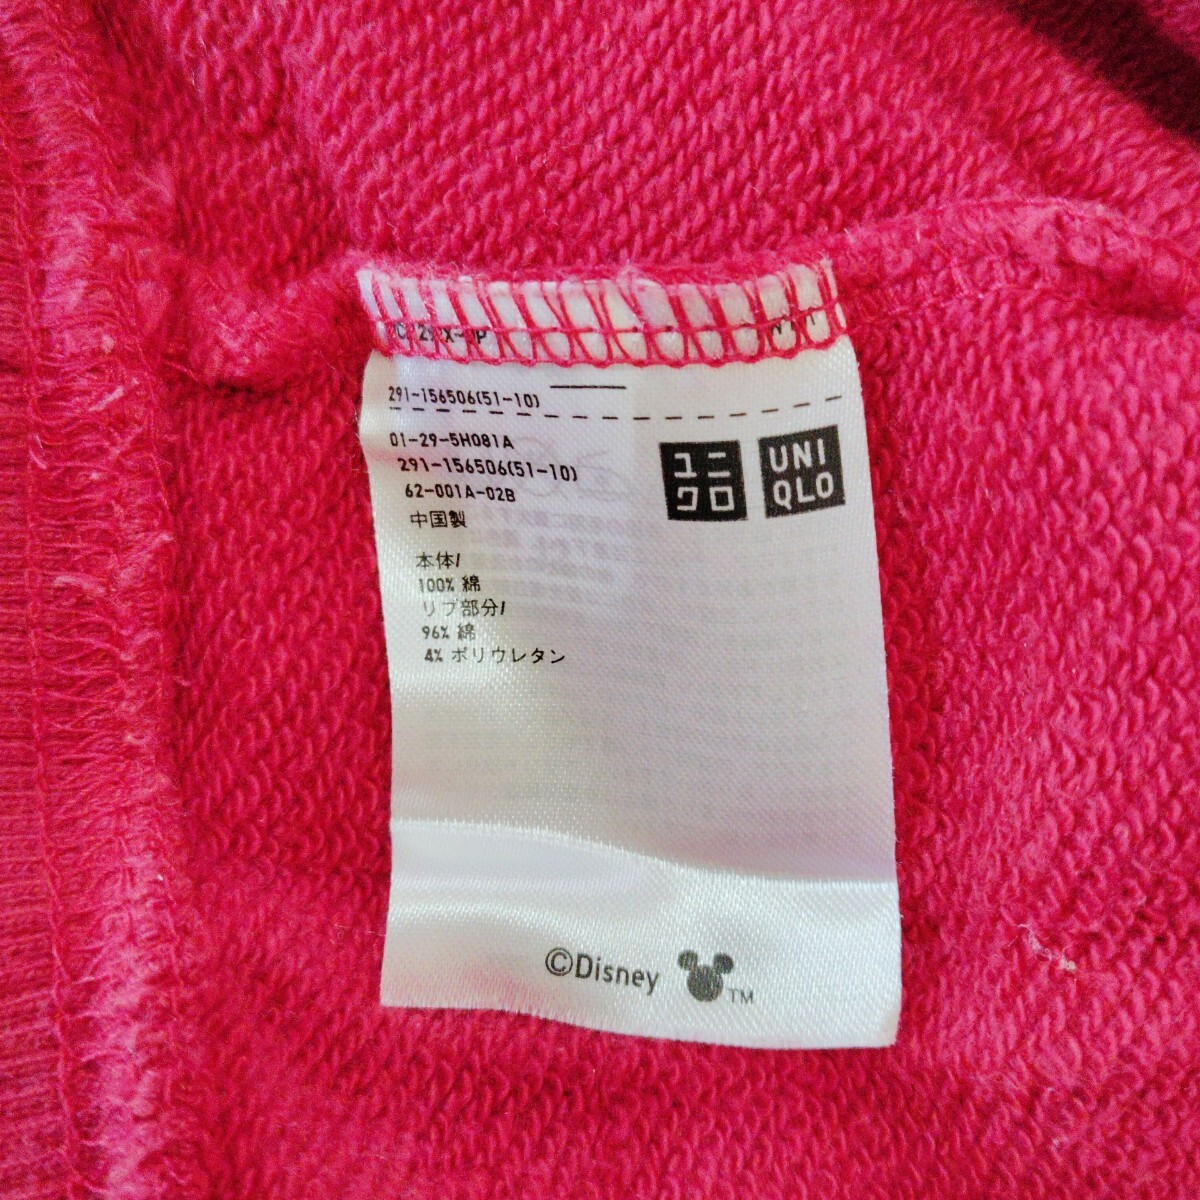 291-156506(51-10)
01-29-5H081A
291-156506(51-10)
62-001A-02B
中国製
本体/
100% 綿
リブ部分/
96% 綿
4% ポリウレタン
ユニ
クロ
UNI
QLO
©Disney TM